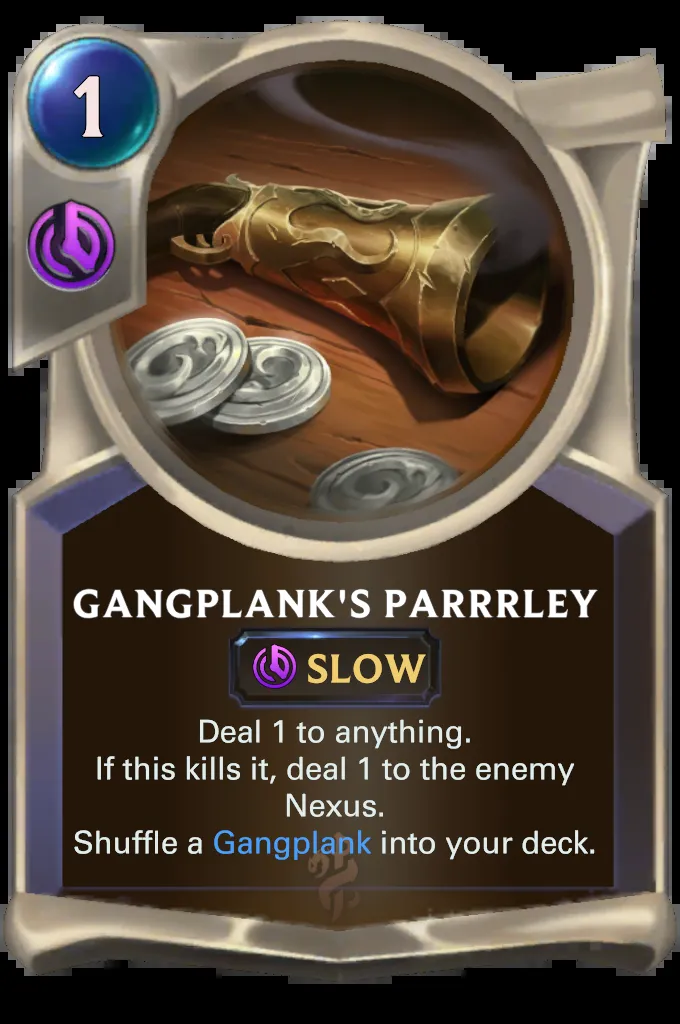 1
GANGPLANK'S PARRRLEY
SLOW
Deal 1 to anything.
If this kills it, deal 1 to the enemy
Nexus.
Shuffle a Gangplank into your deck.